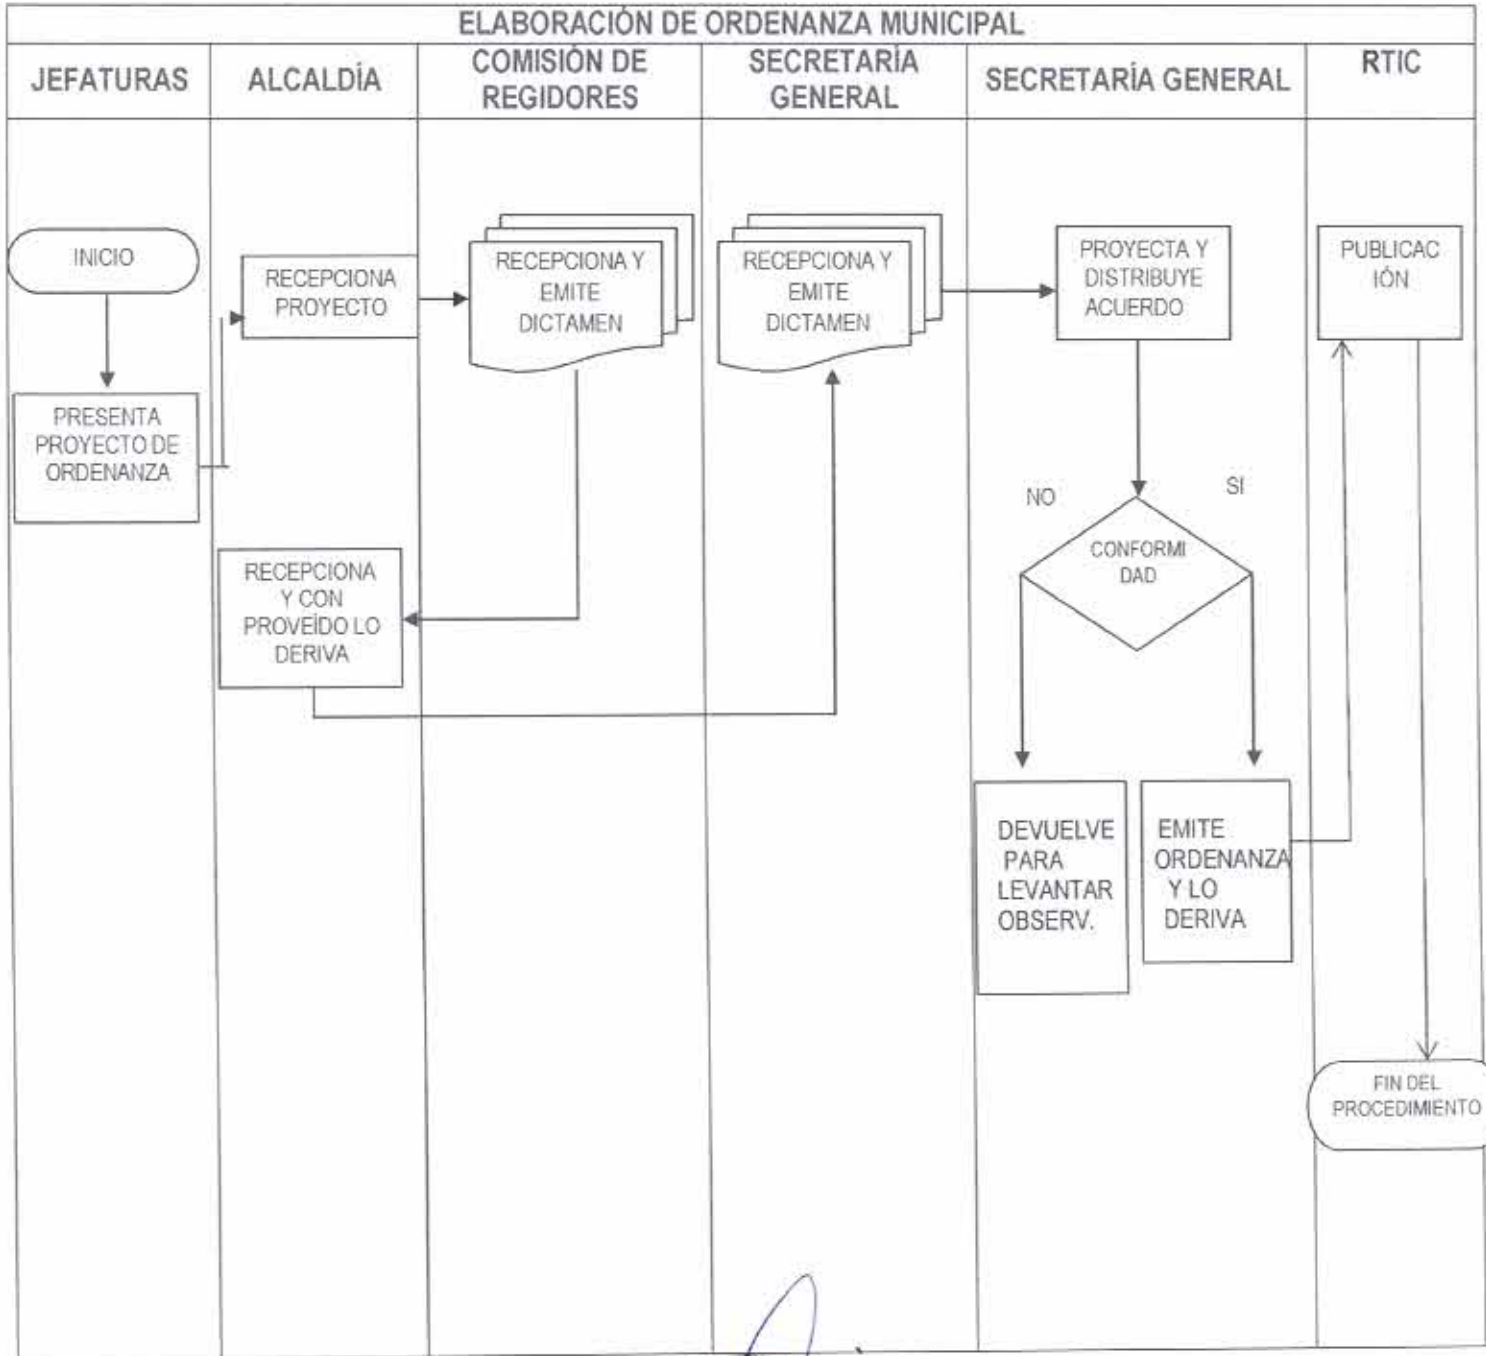 ELABORACIÓN DE ORDENANZA MUNICIPAL
JEFATURAS
ALCALDÍA
COMISIÓN DE
REGIDORES
SECRETARÍA
GENERAL
SECRETARÍA GENERAL
RTIC
INICIO
PRESENTA
PROYECTO DE
ORDENANZA
RECEPCIONA
PROYECTO
RECEPCIONA Y
EMITE
DICTAMEN
RECEPCIONA
Y CON
PROVEÍDO LO
DERIVA
RECEPCIONA Y
EMITE
DICTAMEN
PROYECTA Y
DISTRIBUYE
ACUERDO
NO
SI
CONFORMI
DAD
DEVUELVE
PARA
LEVANTAR
OBSERV.
EMITE
ORDENANZA
Y LO
DERIVA
PUBLICAC
IÓN
FIN DEL
PROCEDIMIENTO